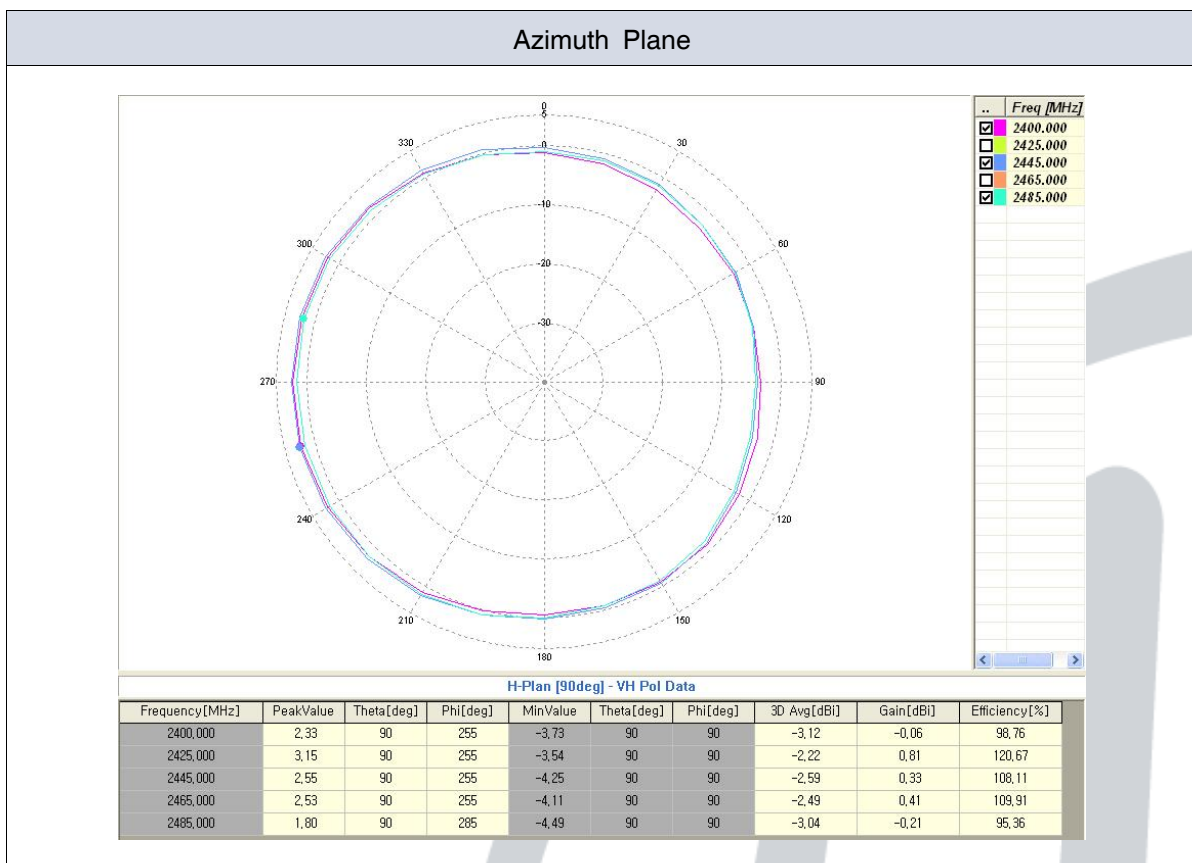 Azimuth Plane
0
5
330
30
0
-10
300
60
-20
-30
270
90
240
120
210
150
180
.. Freq [MHz]
2400.000
2425.000
2445.000
2465.000
2485.000
H-Plan [90deg] - VH Pol Data
Frequency[MHz] PeakValue Theta[deg] Phi[deg] MinValue Theta[deg] Phi[deg] 3D Avg[dBi] Gain[dBi] Efficiency[%]
2400,000 2,33 90 255 -3,73 90 90 -3,12 -0,06 98,76
2425,000 3,15 90 255 -3,54 90 90 -2,22 0,81 120,67
2445,000 2,55 90 255 -4,25 90 90 -2,59 0,33 108,11
2465,000 2,53 90 255 -4,11 90 90 -2,49 0,41 109,91
2485,000 1,80 90 285 -4,49 90 90 -3,04 -0,21 95,36